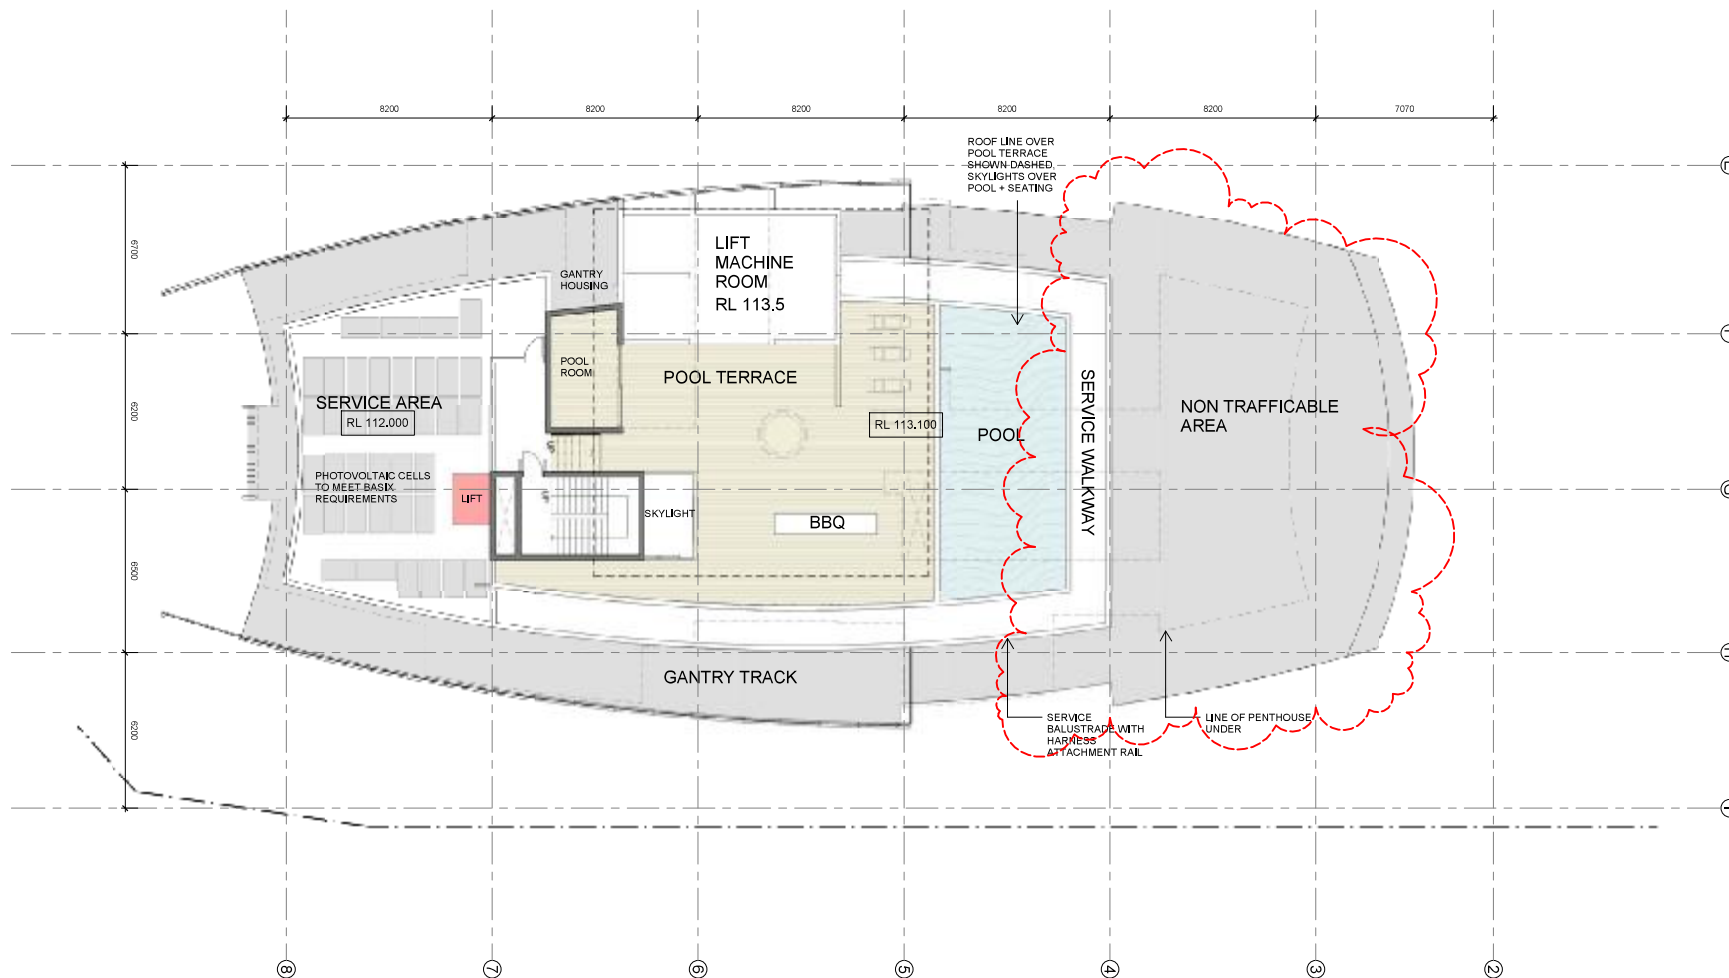 8200
8200
8200
8200
8200
7070
ROOF LINE OVER
POOL TERRACE
SHOWN DASHED,
SKYLIGHTS OVER
POOL + SEATING
6700
6200
6500
6200
LIFT
MACHINE
ROOM
RL 113.5
GANTRY
HOUSING
POOL
ROOM
POOL TERRACE
SERVICE AREA
RL 112.000
RL 113.100
POOL
SERVICE WALKWAY
NON TRAFFICABLE
AREA
PHOTOVOLTAIC CELLS
TO MEET BASIX
REQUIREMENTS
LIFT
SKYLIGHT
BBQ
GANTRY TRACK
SERVICE
BALUSTRADE WITH
HARNESS
ATTACHMENT RAIL
LINE OF PENTHOUSE
UNDER
8
7
6
5
4
3
2